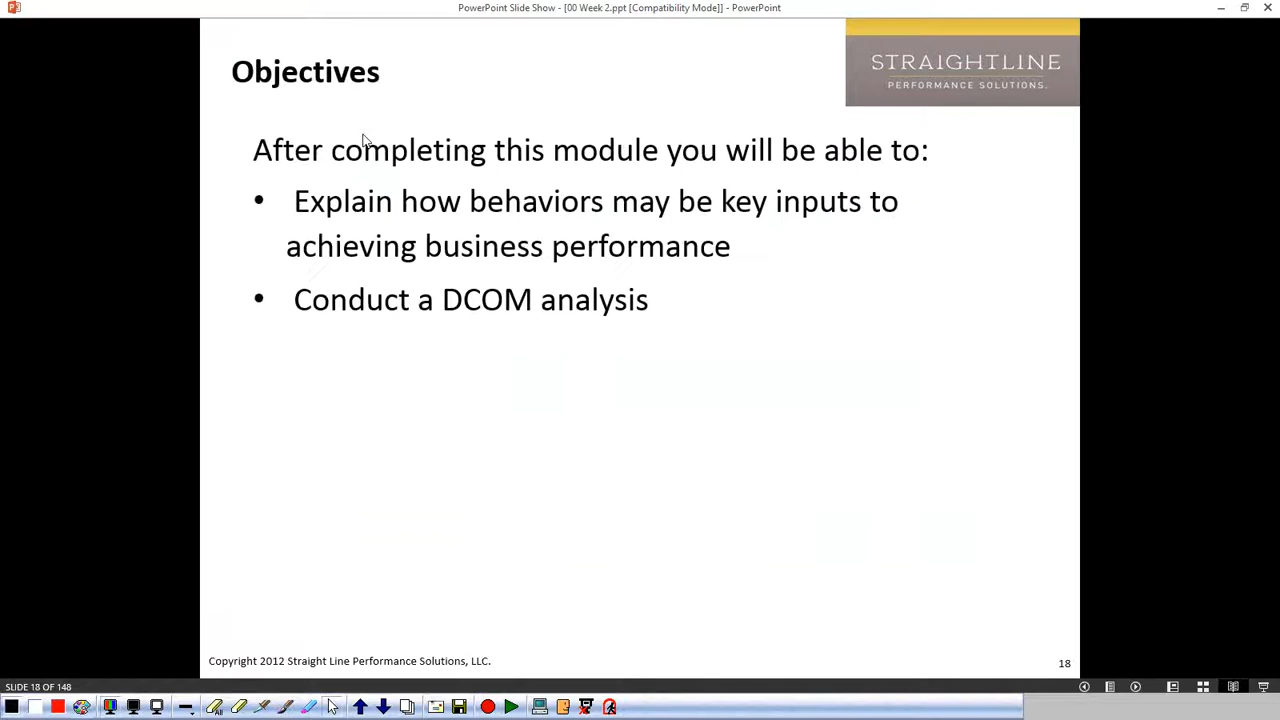 PowerPoint Slide Show - [00 Week 2.ppt [Compatibility Mode]] - PowerPoint
Objectives
STRAIGHTLINE
PERFORMANCE SOLUTIONS.
After completing this module you will be able to:
• Explain how behaviors may be key inputs to
achieving business performance
• Conduct a DCOM analysis
Copyright 2012 Straight Line Performance Solutions, LLC.
18
SLIDE 18 OF 148